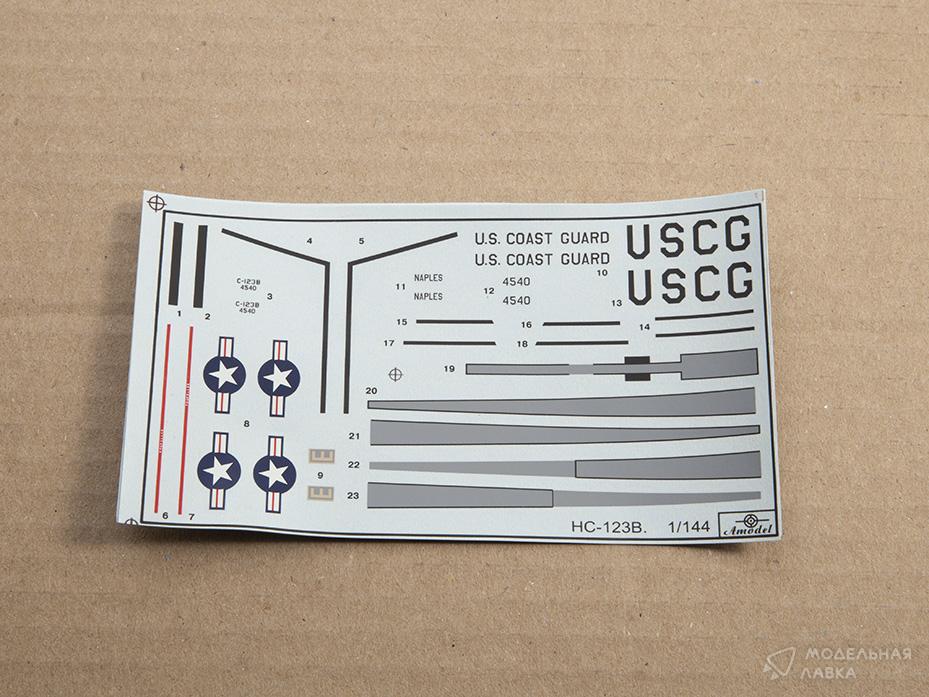 4
5
U.S. COAST GUARD
U.S. COAST GUARD
10
USCG
USCG
13
C-123B
4540
C-123B
4540
3
11
NAPLES
NAPLES
12
4540
4540
1
2
15
16
14
17
18
19
20
8
21
22
9
23
6
7
HC-123B.
1/144
Amodel
МОДЕЛЬНАЯ
ЛАВКА